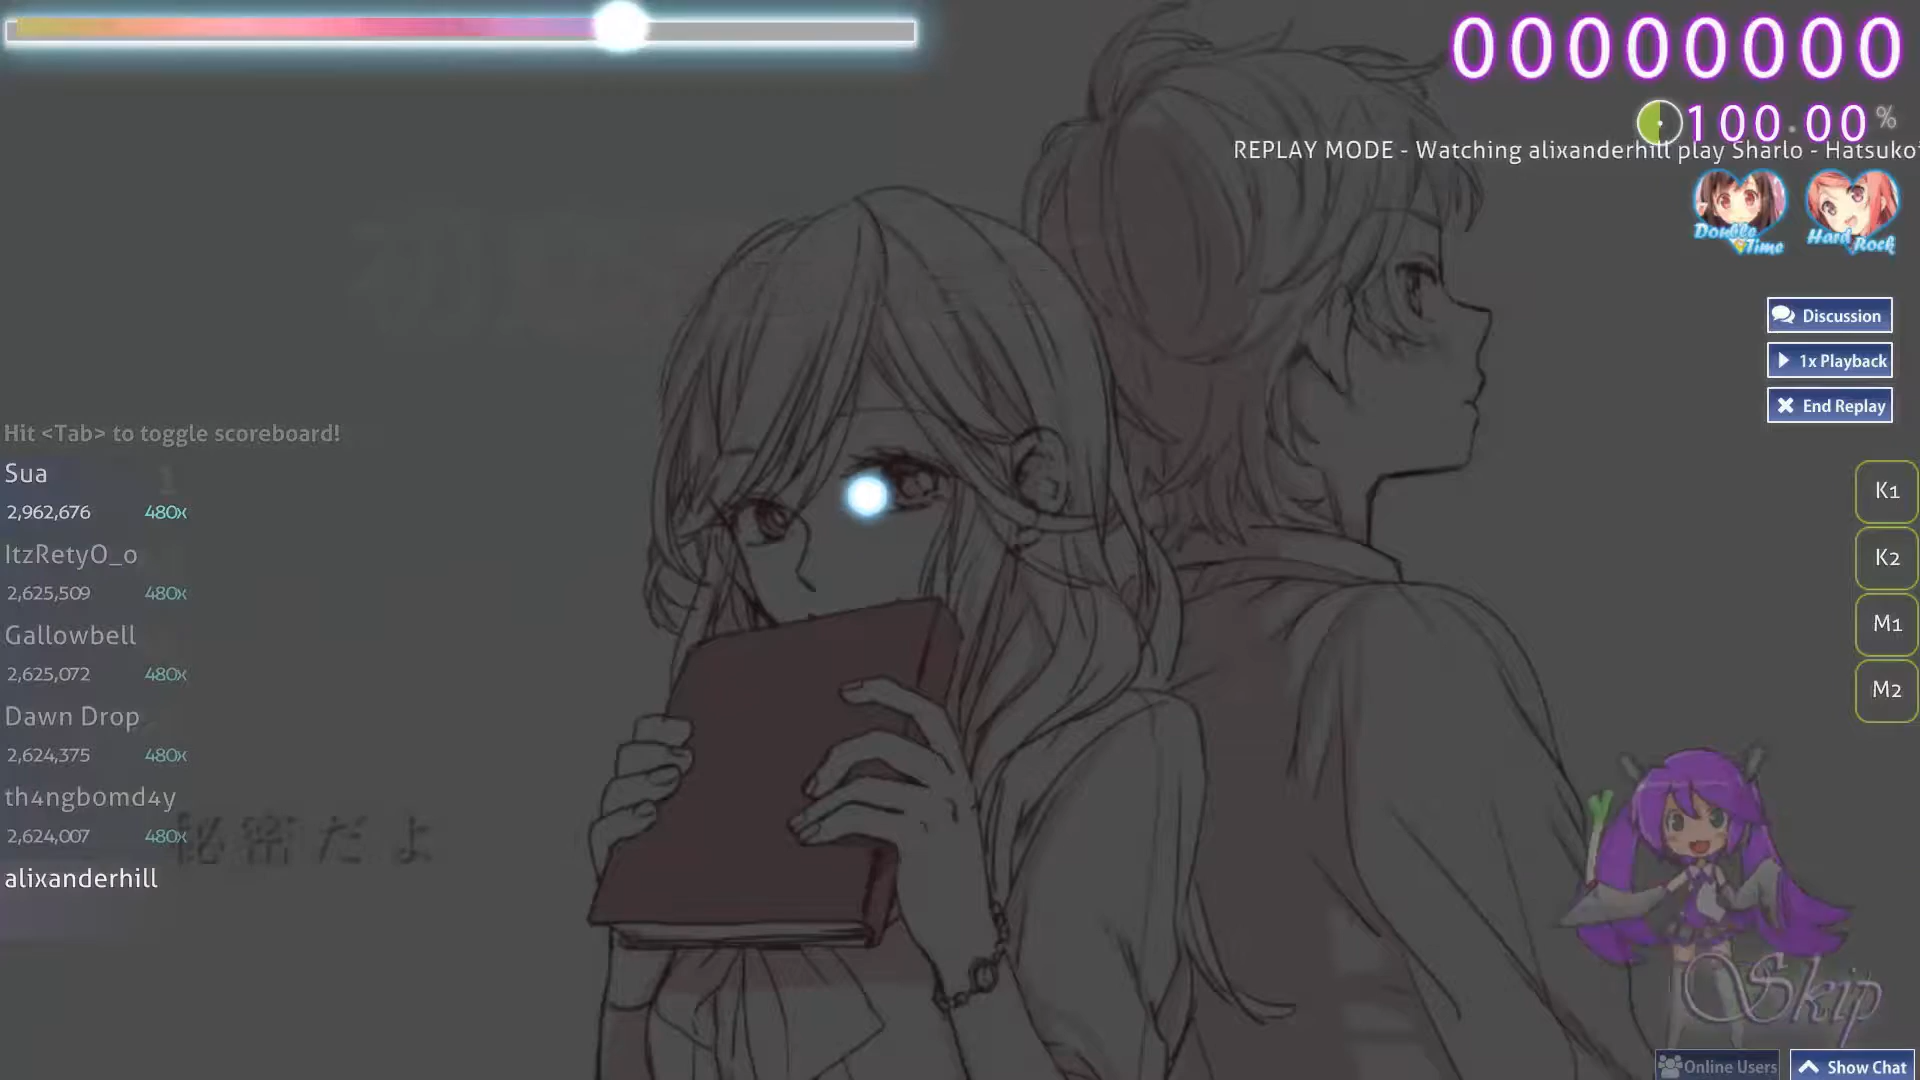 00000000
100.00 %
REPLAY MODE - Watching alixanderhill play Sharlo - Hatsukoi
Double Time
Hard Rock
Discussion
1x Playback
End Replay
Hit <Tab> to toggle scoreboard!
Sua
1
2,962,676 480x
ItzRetyO_o
2,625,509 480x
Gallowbell
2,625,072 480x
Dawn Drop
2,624,375 480x
th4ngbomd4y
2,624,007 480x
秘密だよ
alixanderhill
K1
K2
M1
M2
Skip
Online Users
Show Chat